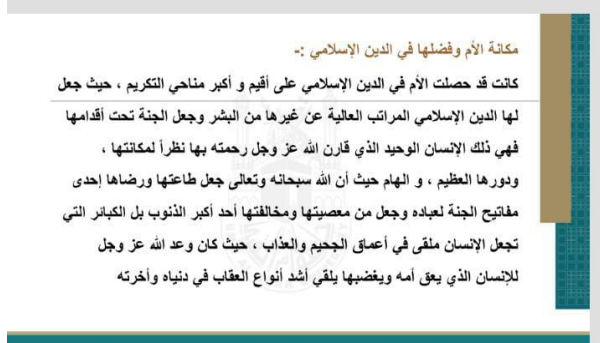 مكانة الأم وفضلها في الدين الإسلامي :-
كانت قد حصلت الأم في الدين الإسلامي على أقيم و أكبر مناحي التكريم ، حيث جعل
لها الدين الإسلامي المراتب العالية عن غيرها من البشر وجعل الجنة تحت أقدامها
فهي ذلك الإنسان الوحيد الذي قارن الله عز وجل رحمته بها نظراً لمكانتها ،
ودورها العظيم ، و الهام حيث أن الله سبحانه وتعالى جعل طاعتها ورضاها إحدى
مفاتيح الجنة لعباده وجعل من معصيتها ومخالفتها أحد أكبر الذنوب بل الكبائر التي
تجعل الإنسان ملقى في أعماق الجحيم والعذاب ، حيث كان وعد الله عز وجل
للإنسان الذي يعق أمه ويغضبها يلقي أشد أنواع العقاب في دنياه وأخرته